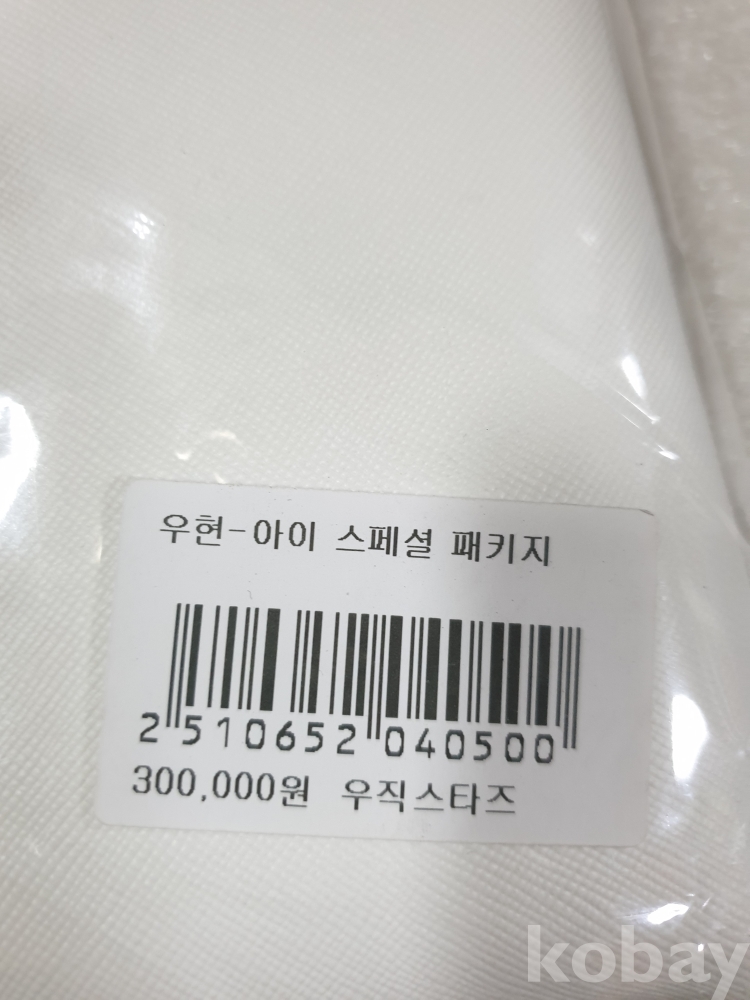 우현-아이 스페셜 패키지
2 510652 040500
300,000원 우직스타즈
kobay